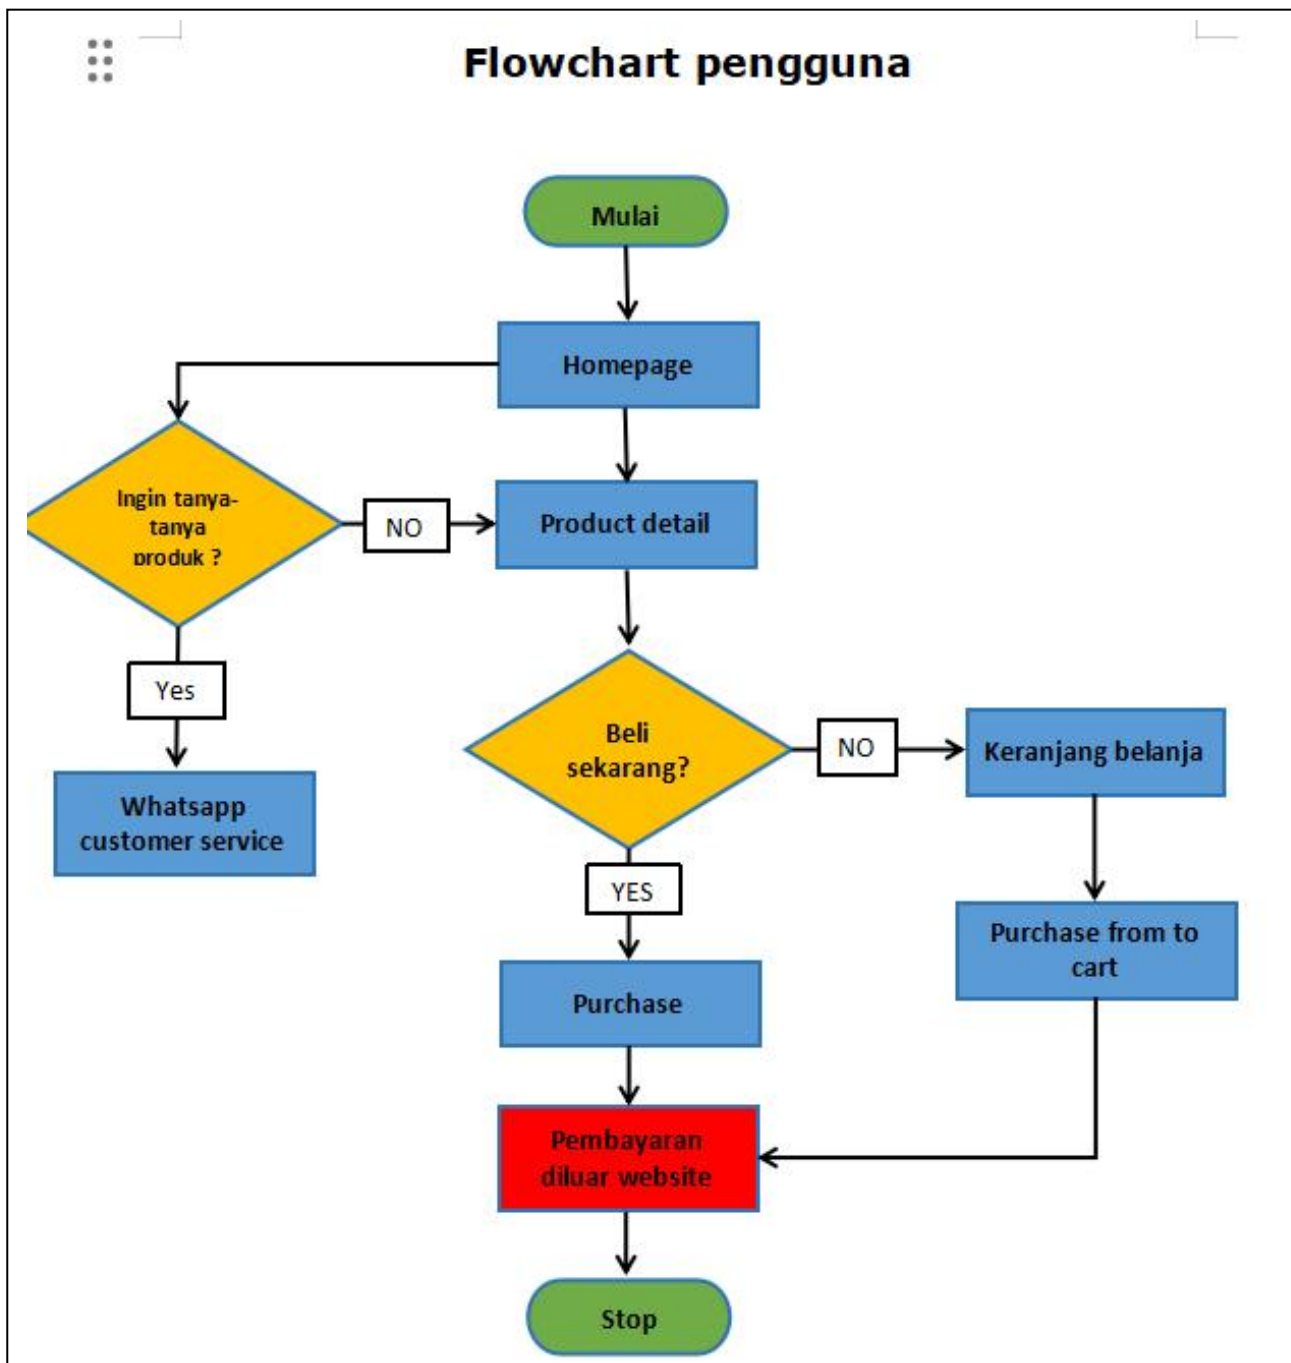 Flowchart pengguna
Mulai
Homepage
Ingin tanya-
tanya
produk ?
NO
Product detail
Yes
Beli
sekarang?
NO
Keranjang belanja
Whatsapp
customer service
YES
Purchase from to
cart
Purchase
Pembayaran
diluar website
Stop